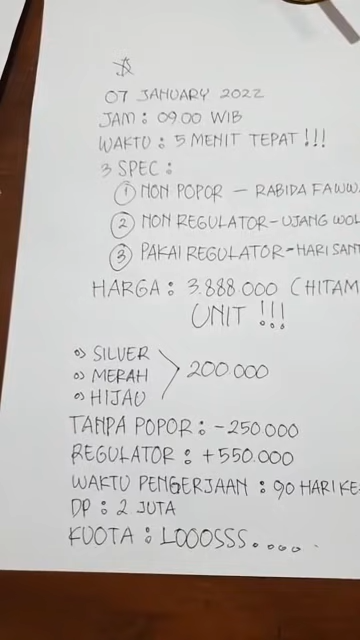 07 JANUARY 2022
JAM : 09.00 WIB
WAKTU : 5 MENIT TEPAT !!!
3 SPEC :
① NON POPOR - RABIDA
② NON REGULATOR - UJANG
③ PAKAI REGULATOR - HARI
HARGA : 3.888.000 (HITAM
UNIT !!!
SILVER
MERAH 200.000
HIJAU
TANPA POPOR : -250.000
REGULATOR : +550.000
WAKTU PENGERJAAN : 90 HARI KE
DP : 2 JUTA
KUOTA : LOOOSSS....